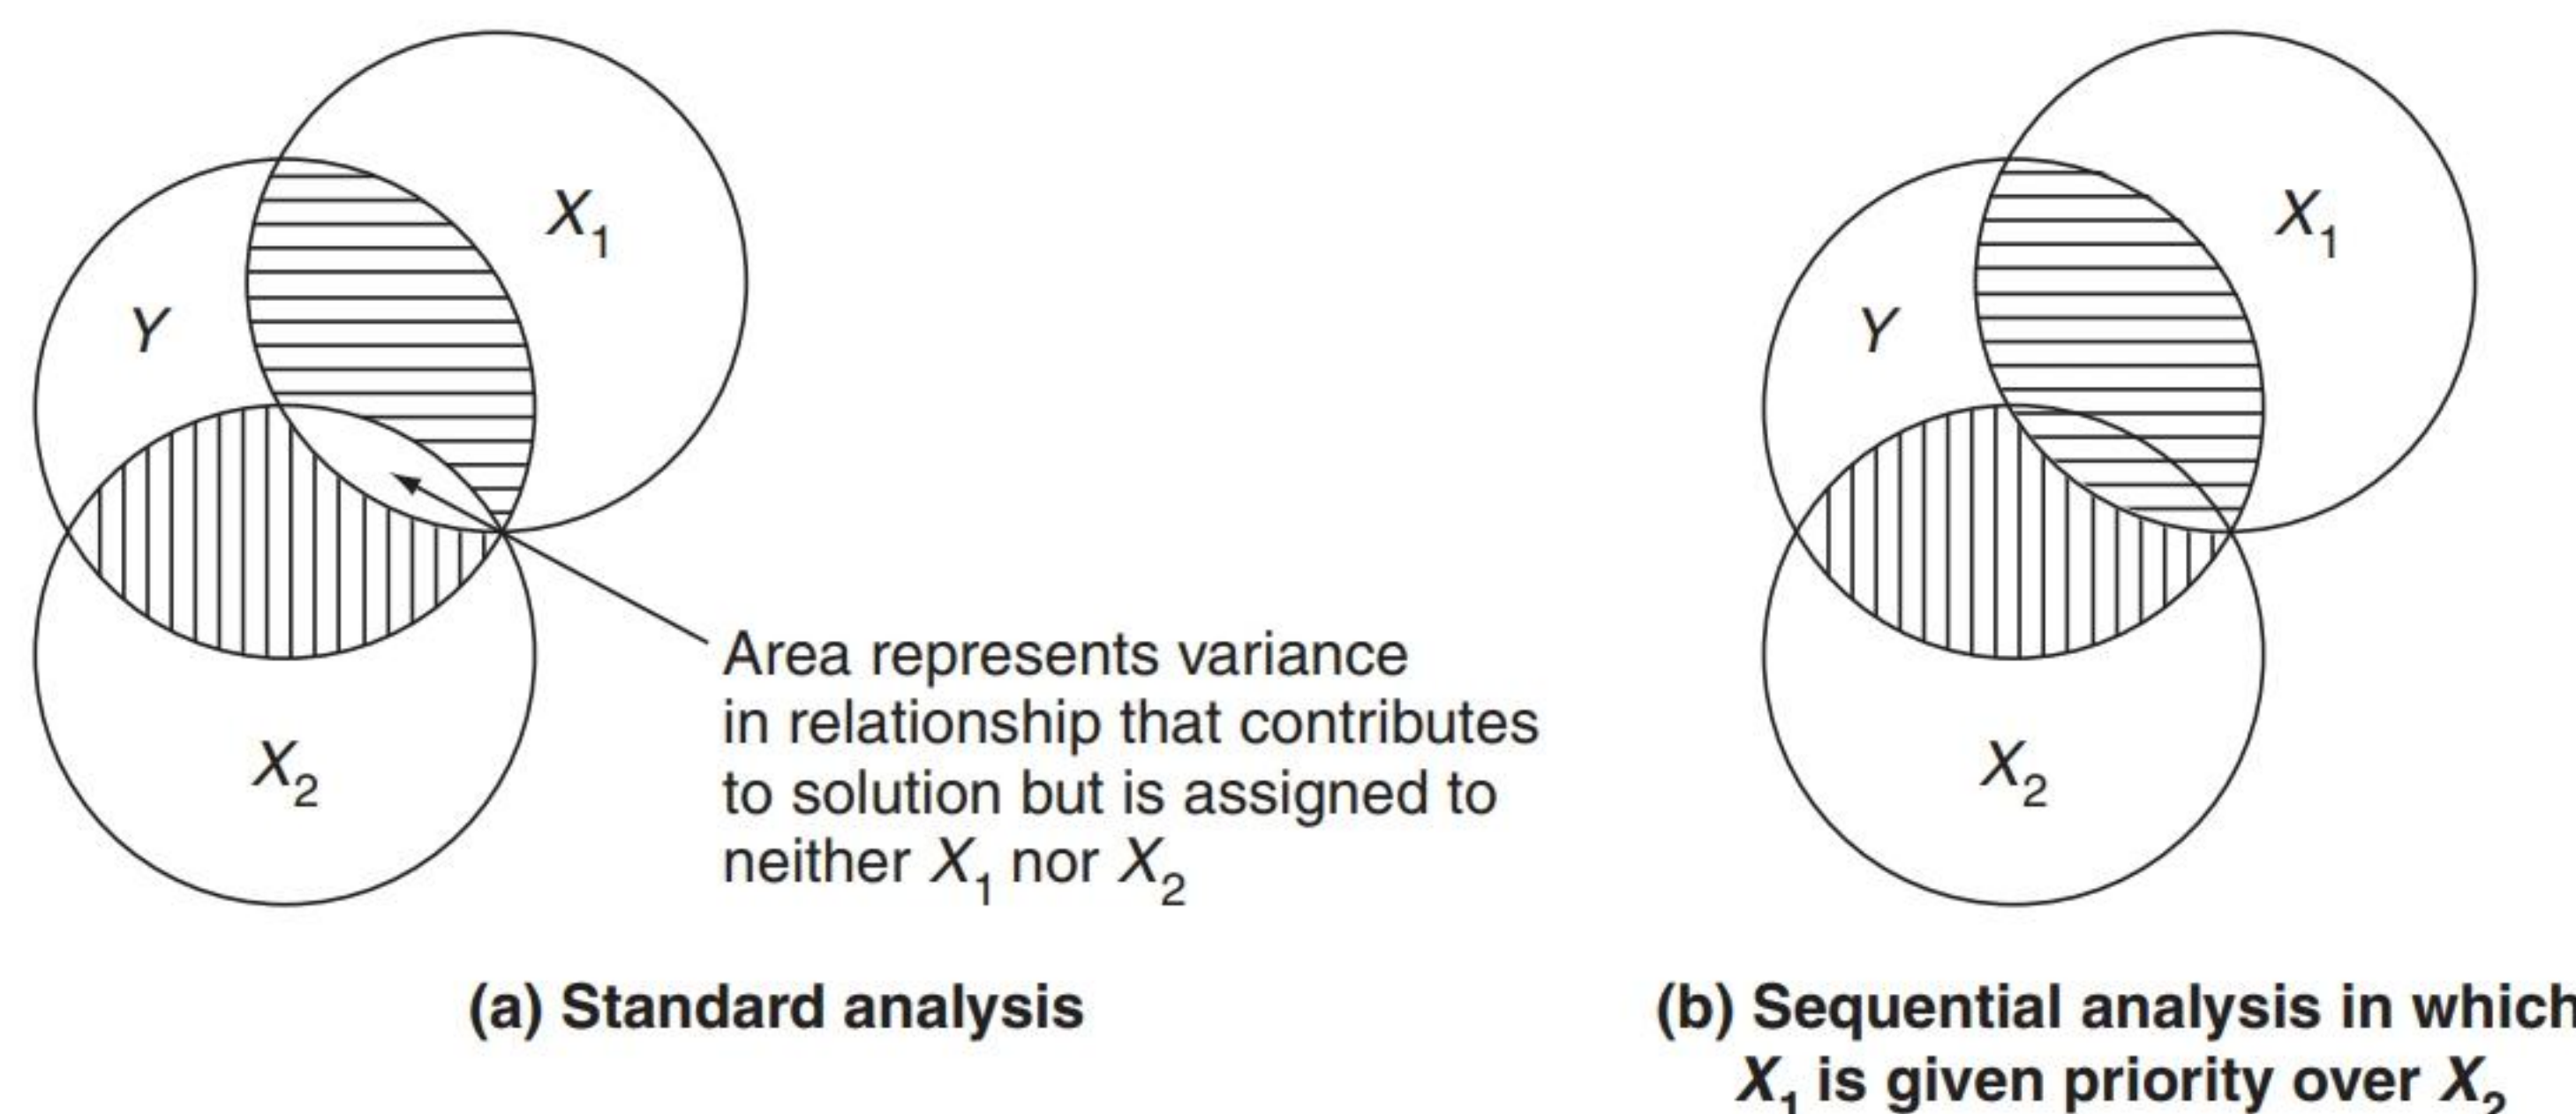 X1
Y
X2
Area represents variance
in relationship that contributes
to solution but is assigned to
neither X1 nor X2
(a) Standard analysis
X1
Y
X2
(b) Sequential analysis in which
X1 is given priority over X2